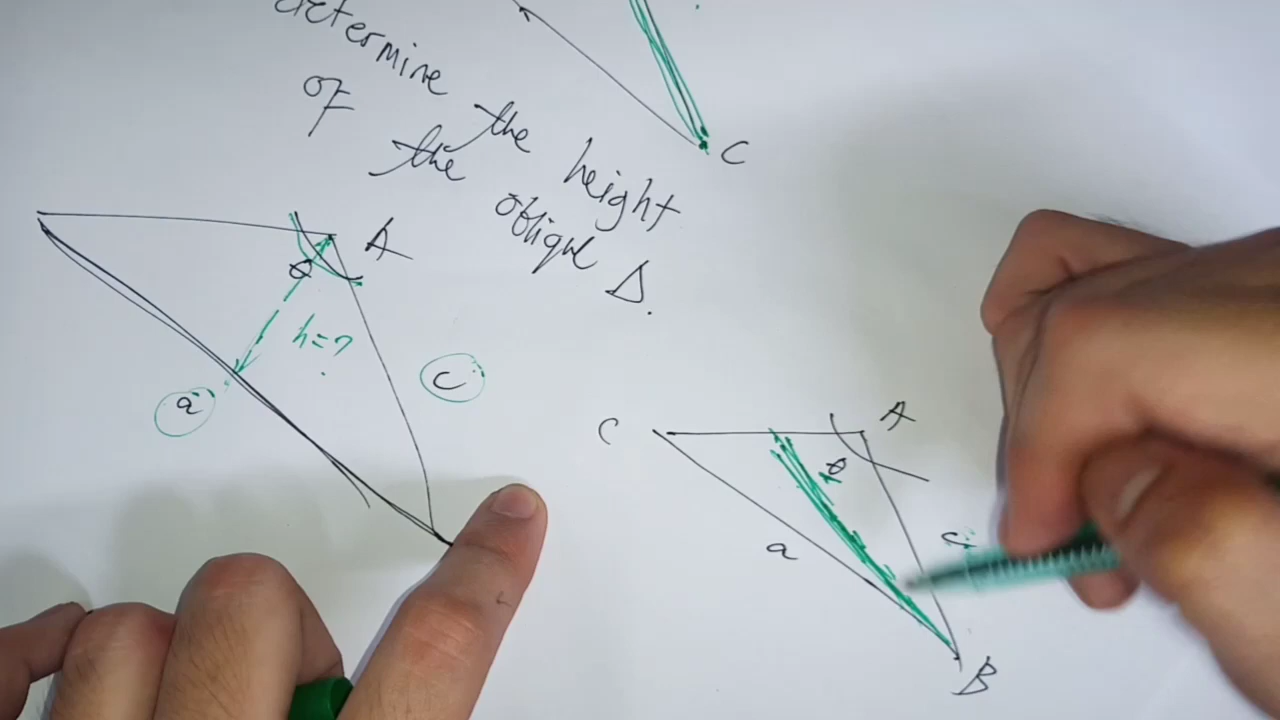 determine the height
of the oblique Δ.
C
A
θ
h=?
a
c
C
A
θ
a
c
B